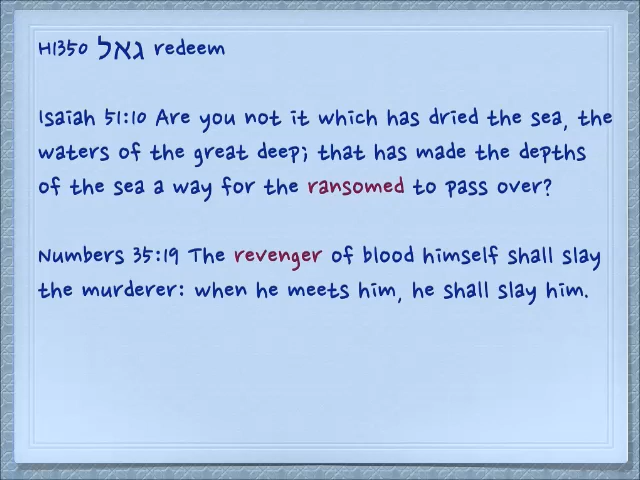 H1350 גאל redeem
Isaiah 51:10 Are you not it which has dried the sea, the
waters of the great deep; that has made the depths
of the sea a way for the ransomed to pass over?
Numbers 35:19 The revenger of blood himself shall slay
the murderer: when he meets him, he shall slay him.